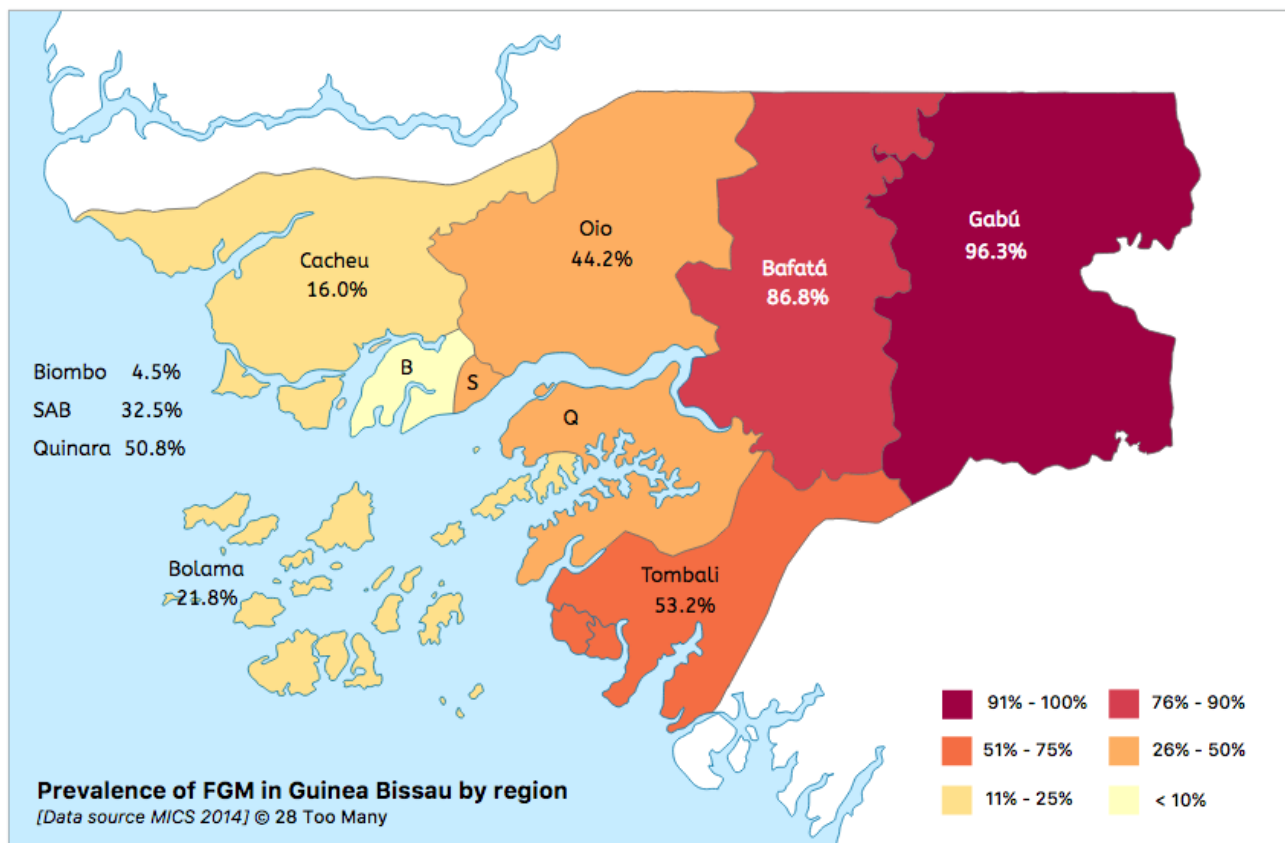 Oio
44.2%
Gabú
96.3%
Cacheu
16.0%
Bafatá
86.8%
B
S
Biombo 4.5%
SAB 32.5%
Quinara 50.8%
Q
Bolama
21.8%
Tombali
53.2%
91% - 100%
76% - 90%
51% - 75%
26% - 50%
11% - 25%
< 10%
Prevalence of FGM in Guinea Bissau by region
[Data source MICS 2014] © 28 Too Many